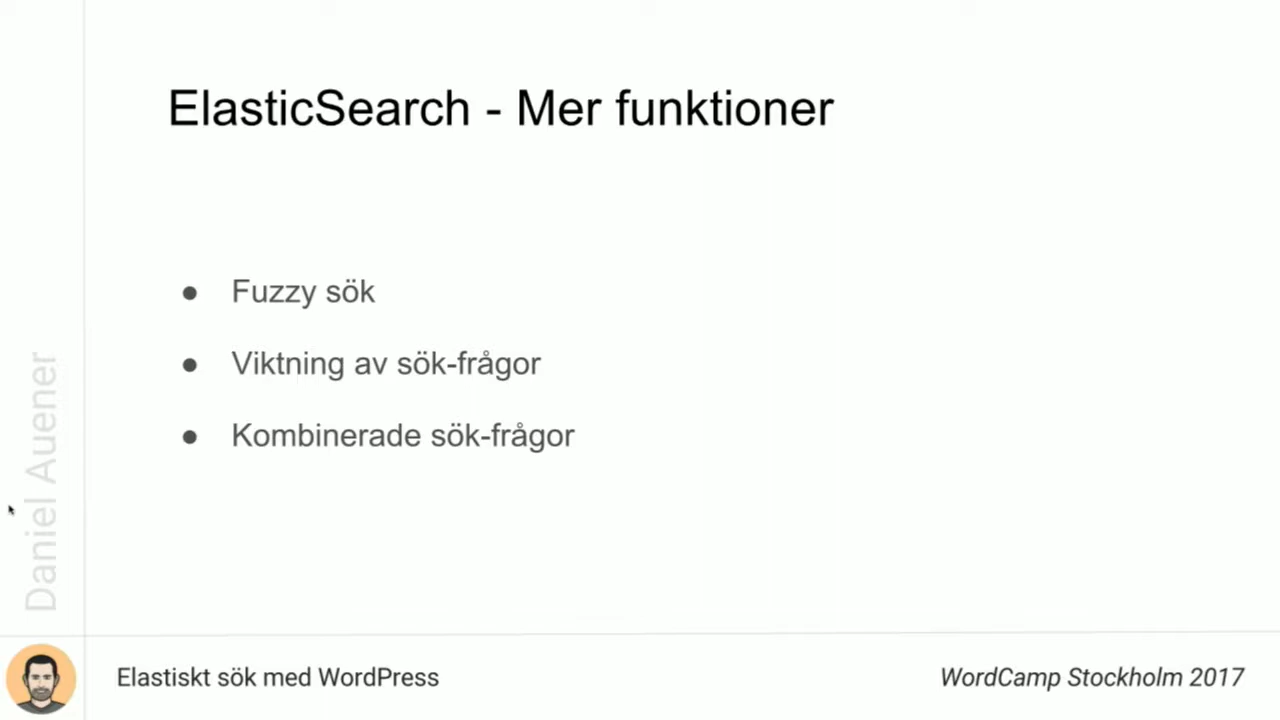 ElasticSearch - Mer funktioner
● Fuzzy sök
● Viktning av sök-frågor
● Kombinerade sök-frågor
Daniel Auener
Elastiskt sök med WordPress
WordCamp Stockholm 2017